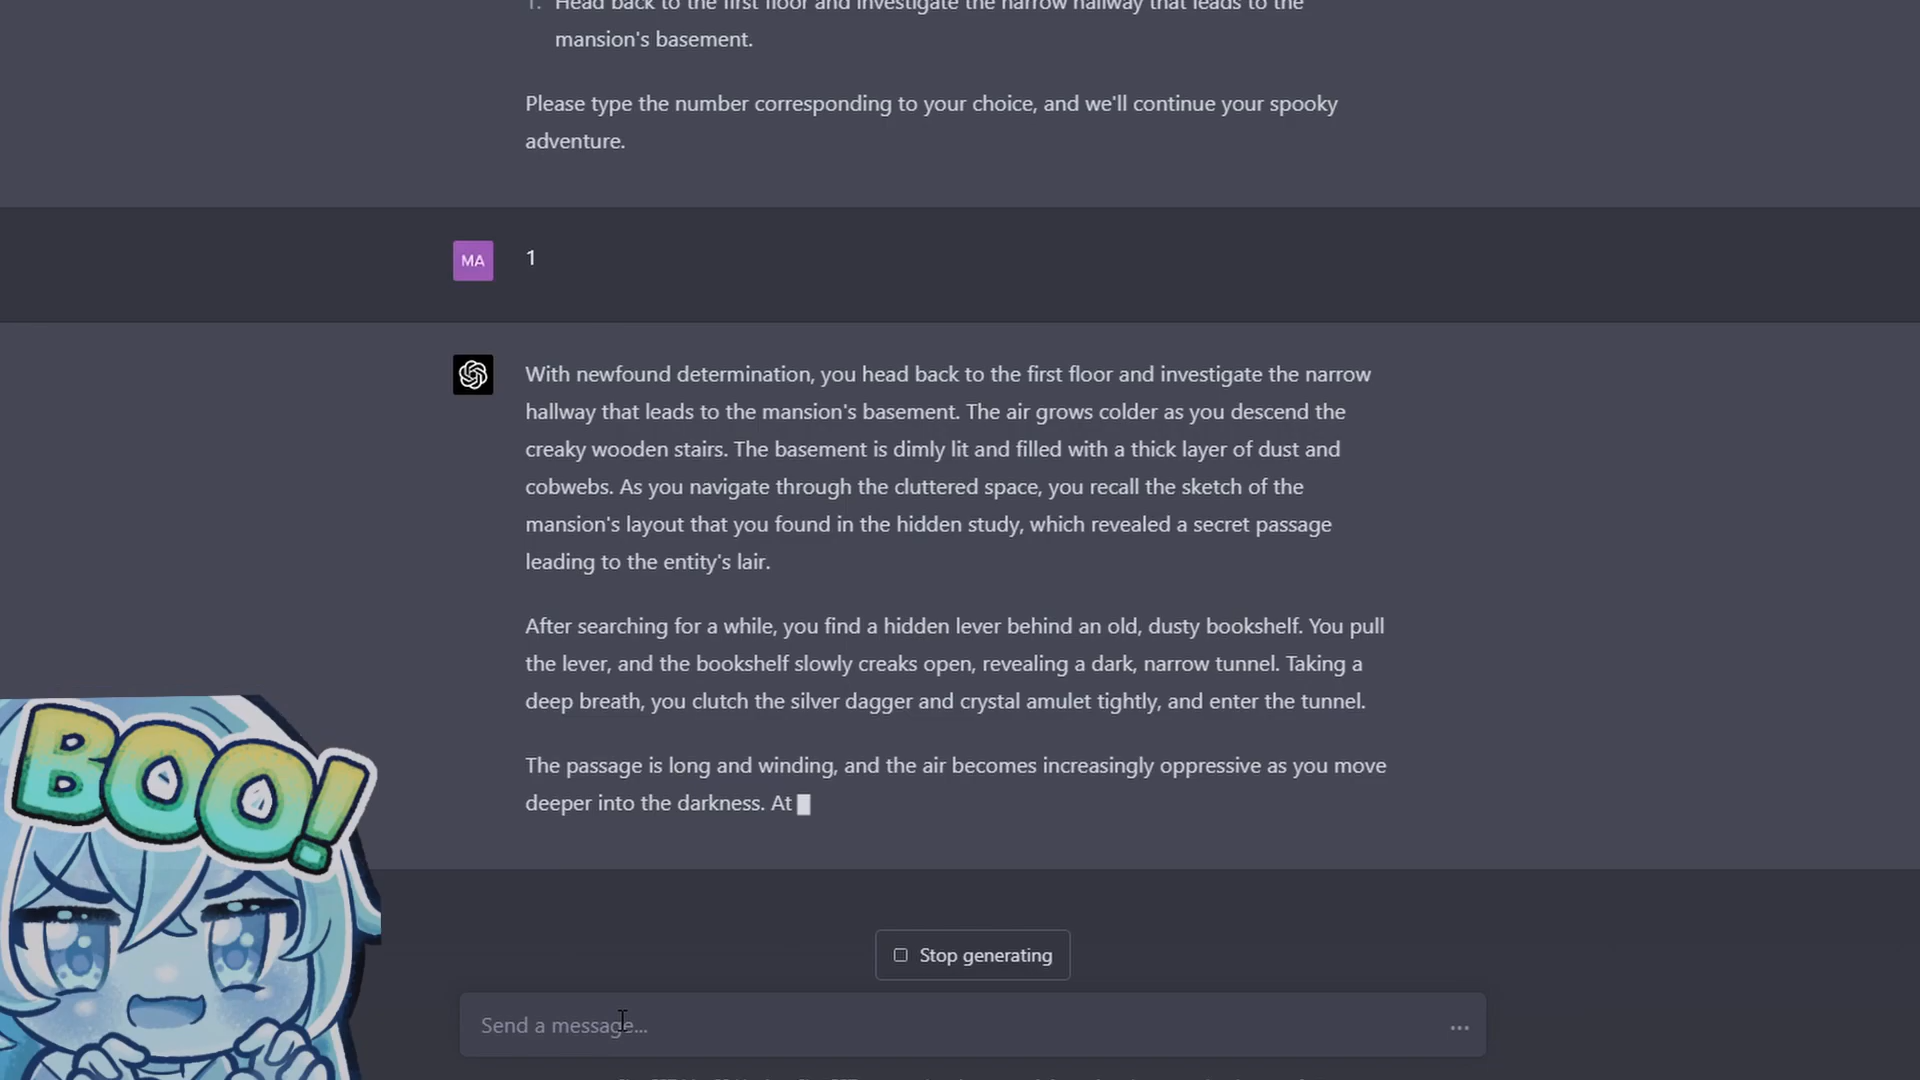 1. Head back to the first floor and investigate the narrow hallway that leads to the
mansion's basement.
Please type the number corresponding to your choice, and we'll continue your spooky
adventure.
MA
1
With newfound determination, you head back to the first floor and investigate the narrow
hallway that leads to the mansion's basement. The air grows colder as you descend the
creaky wooden stairs. The basement is dimly lit and filled with a thick layer of dust and
cobwebs. As you navigate through the cluttered space, you recall the sketch of the
mansion's layout that you found in the hidden study, which revealed a secret passage
leading to the entity's lair.
After searching for a while, you find a hidden lever behind an old, dusty bookshelf. You pull
the lever, and the bookshelf slowly creaks open, revealing a dark, narrow tunnel. Taking a
deep breath, you clutch the silver dagger and crystal amulet tightly, and enter the tunnel.
The passage is long and winding, and the air becomes increasingly oppressive as you move
deeper into the darkness. At
BOO!
Stop generating
Send a message...